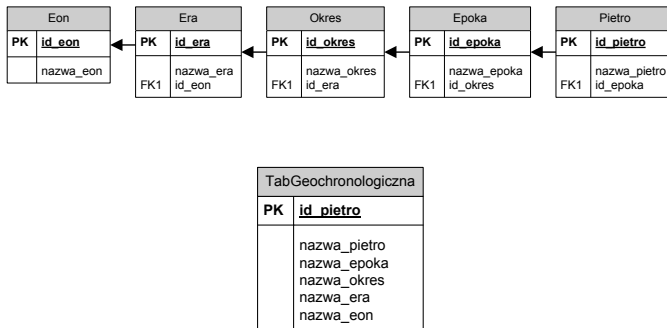 Eon
PK id_eon
nazwa_eon
Era
PK id_era
nazwa_era
FK1 id_eon
Okres
PK id_okres
nazwa_okres
FK1 id_era
Epoka
PK id_epoka
nazwa_epoka
FK1 id_okres
Pietro
PK id_pietro
nazwa_pietro
FK1 id_epoka
TabGeochronologiczna
PK id_pietro
nazwa_pietro
nazwa_epoka
nazwa_okres
nazwa_era
nazwa_eon